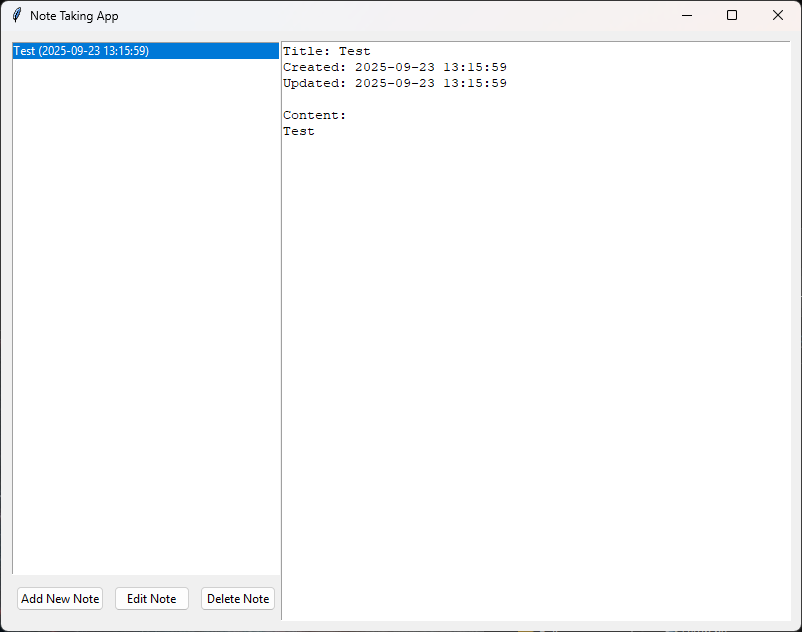 Note Taking App
Test (2025-09-23 13:15:59)
Title: Test
Created: 2025-09-23 13:15:59
Updated: 2025-09-23 13:15:59
Content:
Test
Add New Note
Edit Note
Delete Note